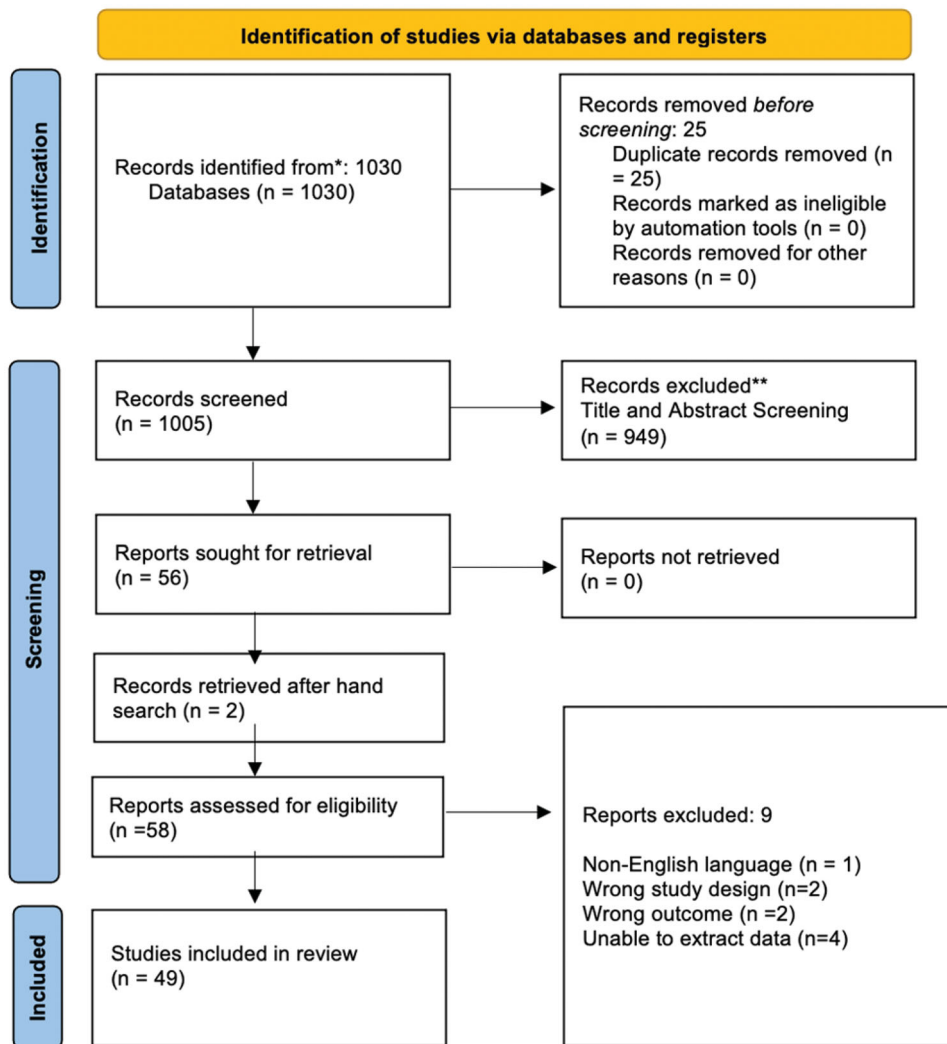 Identification of studies via databases and registers
Identification
Records identified from*: 1030
Databases (n = 1030)
Records removed before
screening: 25
Duplicate records removed (n
= 25)
Records marked as ineligible
by automation tools (n = 0)
Records removed for other
reasons (n = 0)
Screening
Records screened
(n = 1005)
Records excluded**
Title and Abstract Screening
(n = 949)
Reports sought for retrieval
(n = 56)
Reports not retrieved
(n = 0)
Records retrieved after hand
search (n = 2)
Reports assessed for eligibility
(n =58)
Reports excluded: 9
Non-English language (n = 1)
Wrong study design (n=2)
Wrong outcome (n =2)
Unable to extract data (n=4)
Included
Studies included in review
(n = 49)